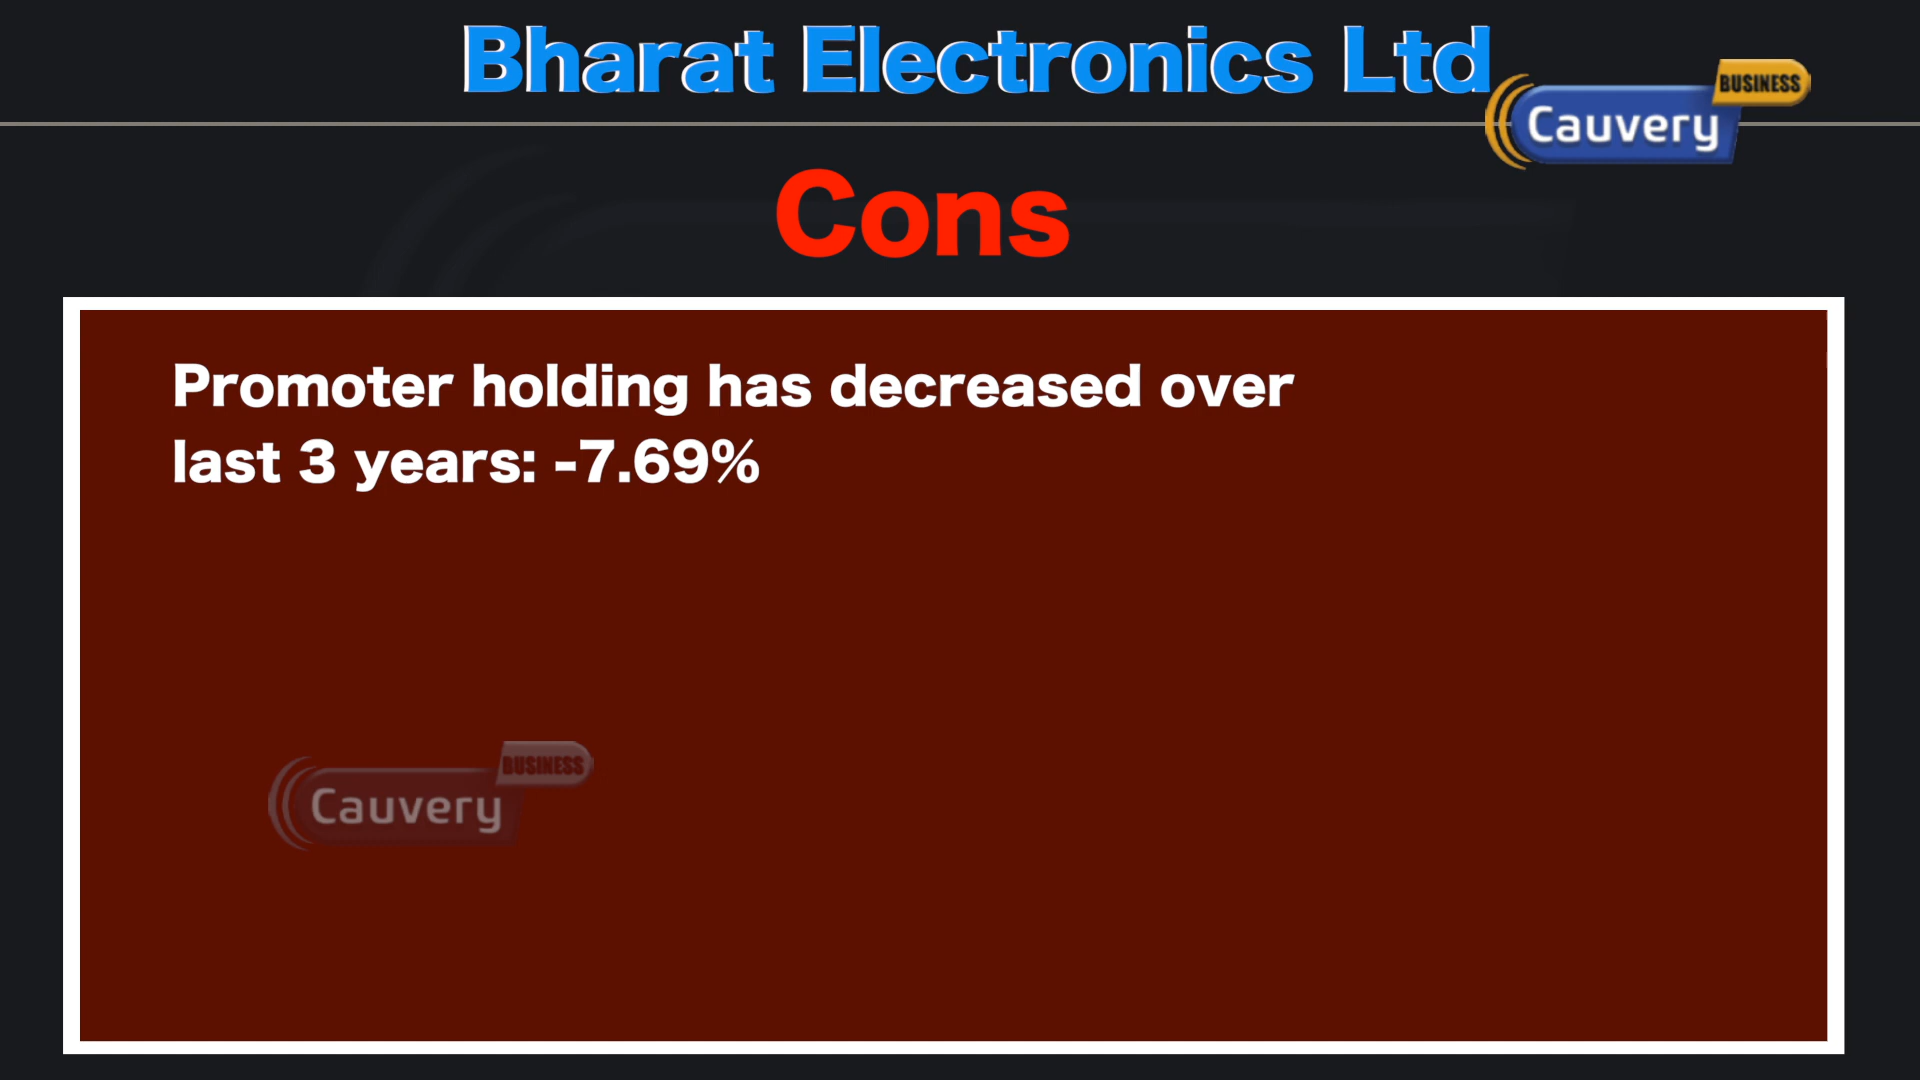 Bharat Electronics Ltd
BUSINESS
Cauvery
Cons
Promoter holding has decreased over
last 3 years: -7.69%
BUSINESS
Cauvery